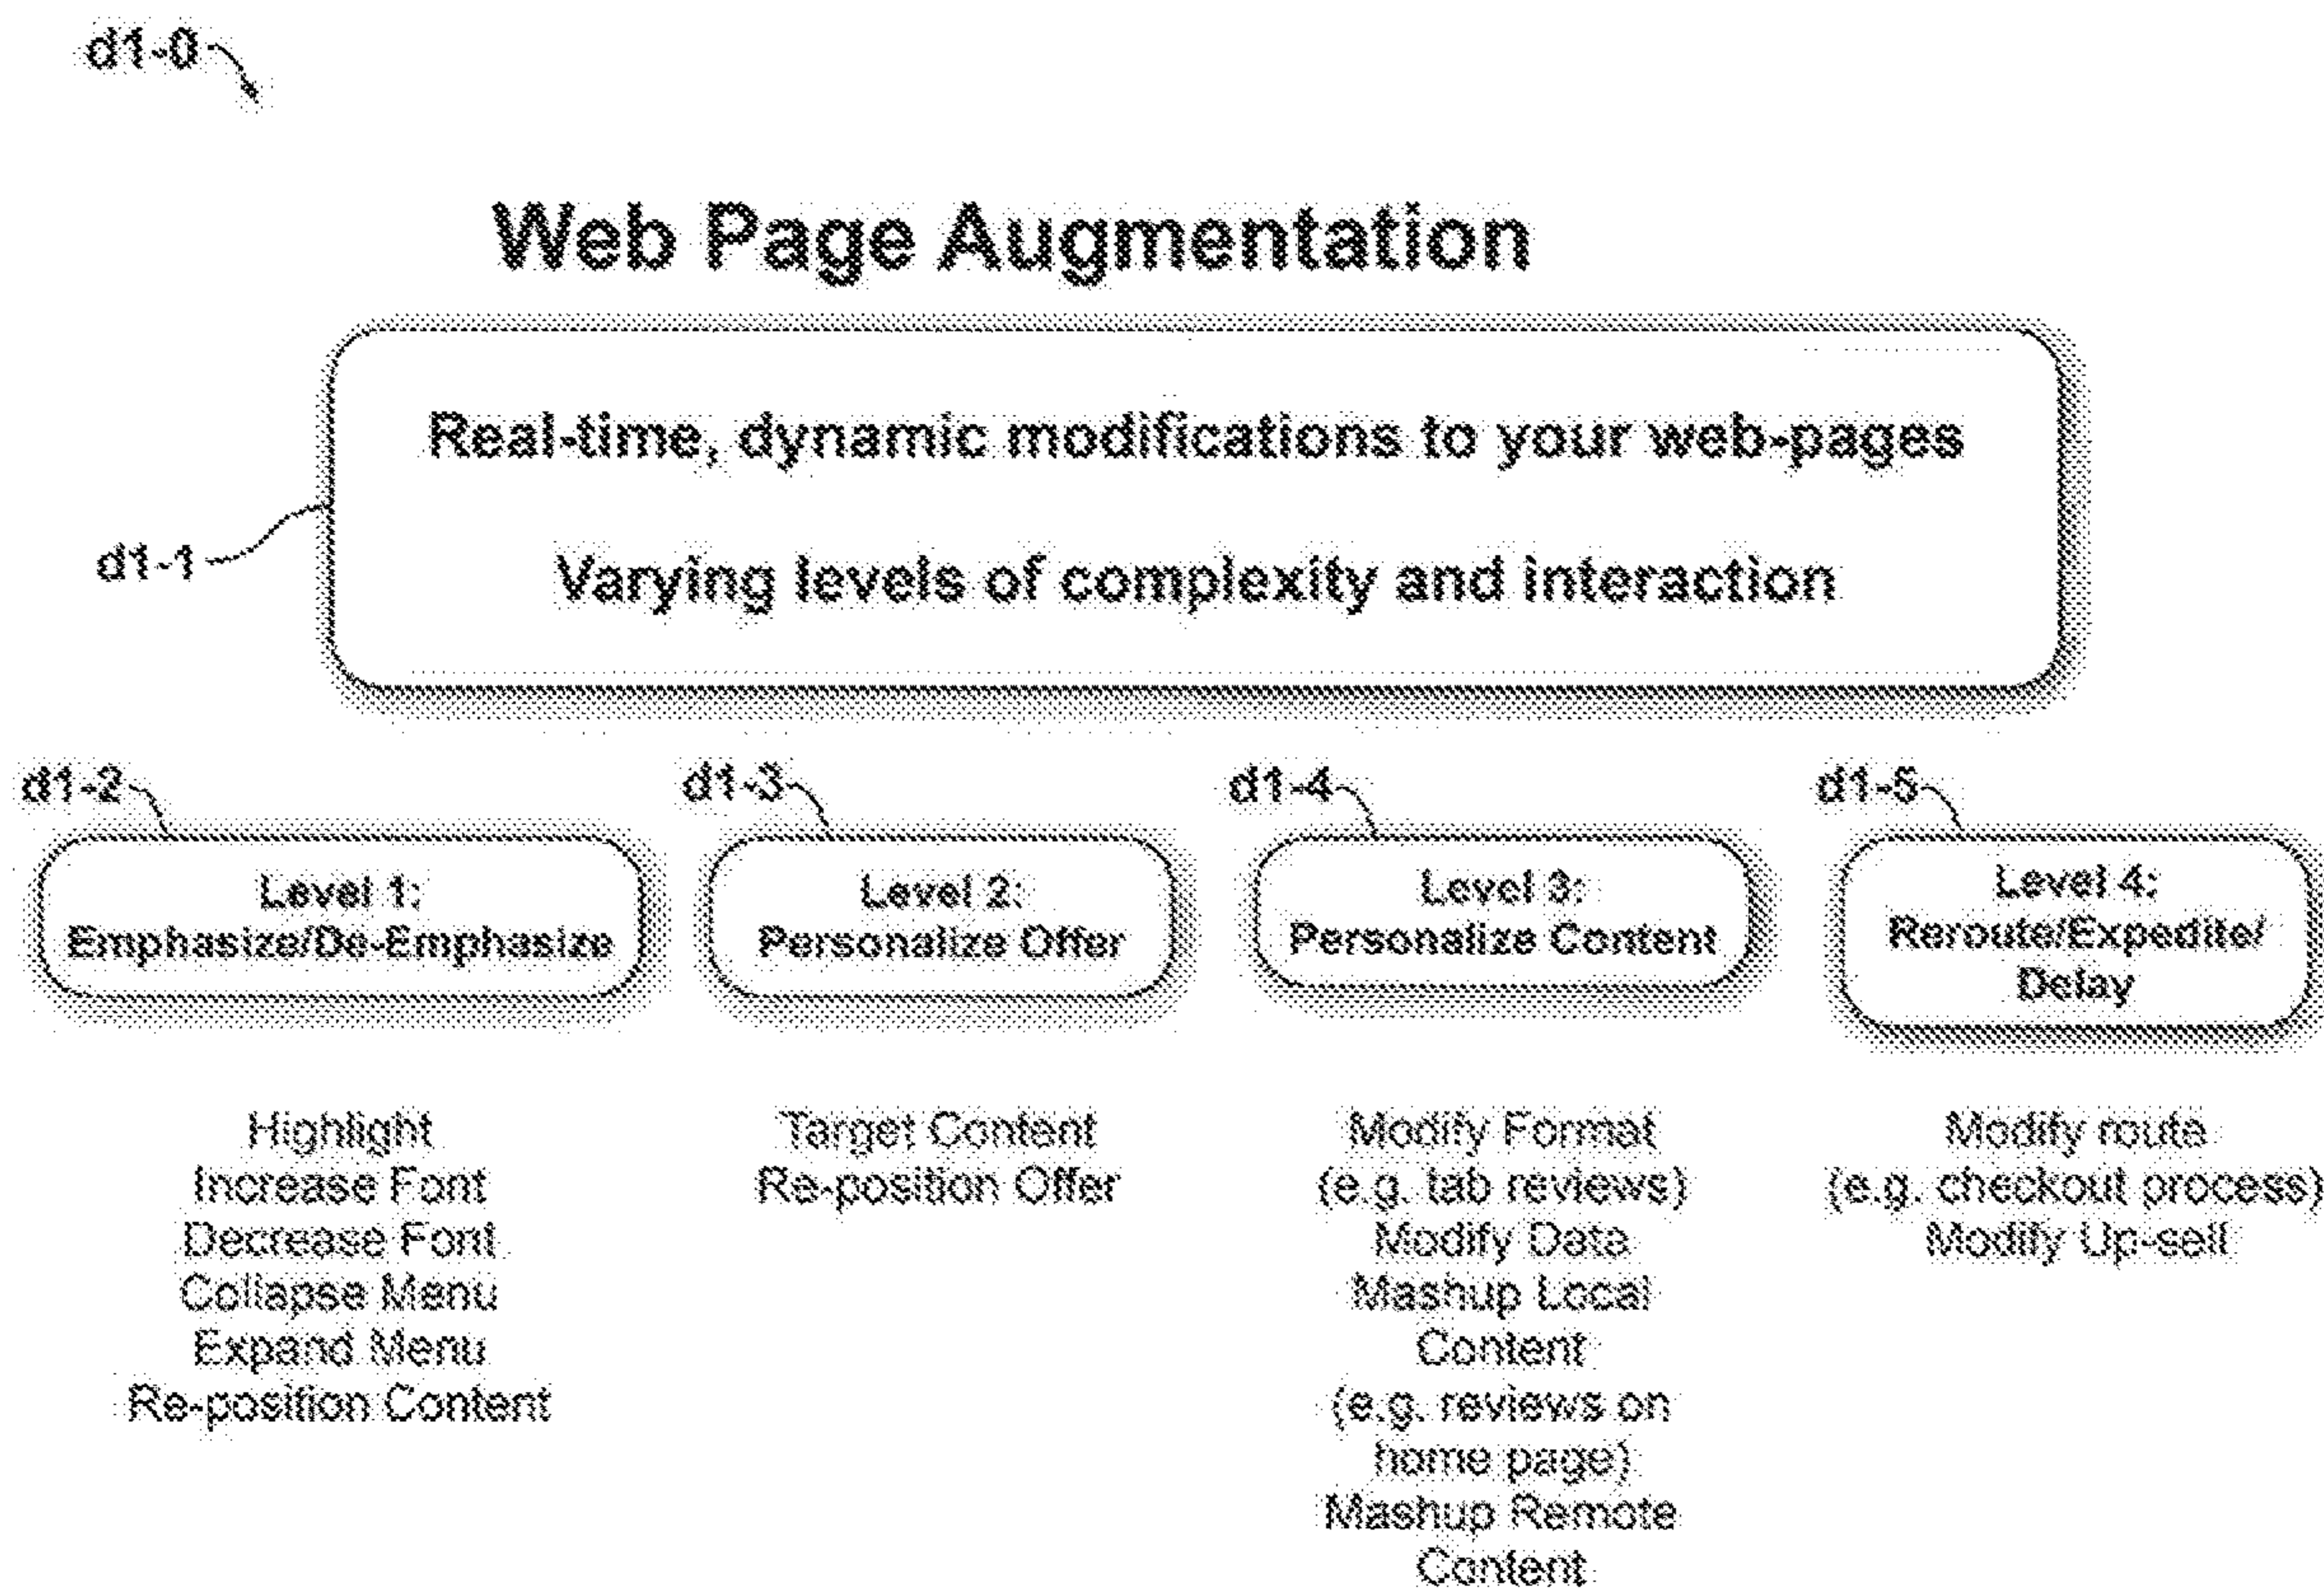 d1-0
Web Page Augmentation
Real-time, dynamic modifications to your web-pages
d1-1
Varying levels of complexity and interaction
d1-2
d1-3
d1-4
d1-5
Level 1:
Emphasize/De-Emphasize
Level 2:
Personalize Offer
Level 3:
Personalize Content
Level 4:
Reroute/Expedite/
Delay
Highlight
Increase Font
Decrease Font
Collapse Menu
Expand Menu
Re-position Content
Target Content
Re-position Offer
Modify Format
(e.g. tab reviews)
Modify Data
Mashup Local
Content
(e.g. reviews on
home page)
Mashup Remote
Content
Modify route
(e.g. checkout process)
Modify Up-sell